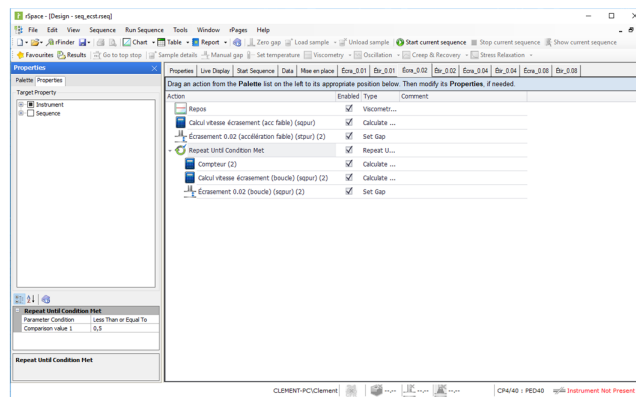 rSpace - [Design - seq_ecst.rseq]
File Edit View Sequence Run Sequence Tools Window rPages Help
rFinder Chart Table Report Zero gap Load sample Unload sample Start current sequence Stop current sequence Show current sequence
Favourites Results Go to top stop Sample details Manual gap Set temperature Viscometry Oscillation Creep & Recovery Stress Relaxation
Properties
Palette Properties
Target Property
Instrument
Sequence
Properties Live Display Start Sequence Data Mise en place Écra_0.01 Étir_0.01 Écra_0.02 Étir_0.02 Écra_0.04 Étir_0.04 Écra_0.08 Étir_0.08
Drag an action from the Palette list on the left to its appropriate position below. Then modify its Properties, if needed.
Action Enabled Type Comment
Repos Viscometr...
Calcul vitesse écrasement (acc faible) (sqpur) Calculate ...
Écrasement 0.02 (accélération faible) (stpur) (2) Set Gap
Repeat Until Condition Met Repeat U...
Compteur (2) Calculate ...
Calcul vitesse écrasement (boucle) (sqpur) (2) Calculate ...
Écrasement 0.02 (boucle) (sqpur) (2) Set Gap
Repeat Until Condition Met
Parameter Condition Less Than or Equal To
Comparison value 1 0,5
Repeat Until Condition Met
CLEMENT-PC\Clement --,-- --,-- --,-- CP4/40 : PED40 Instrument Not Present